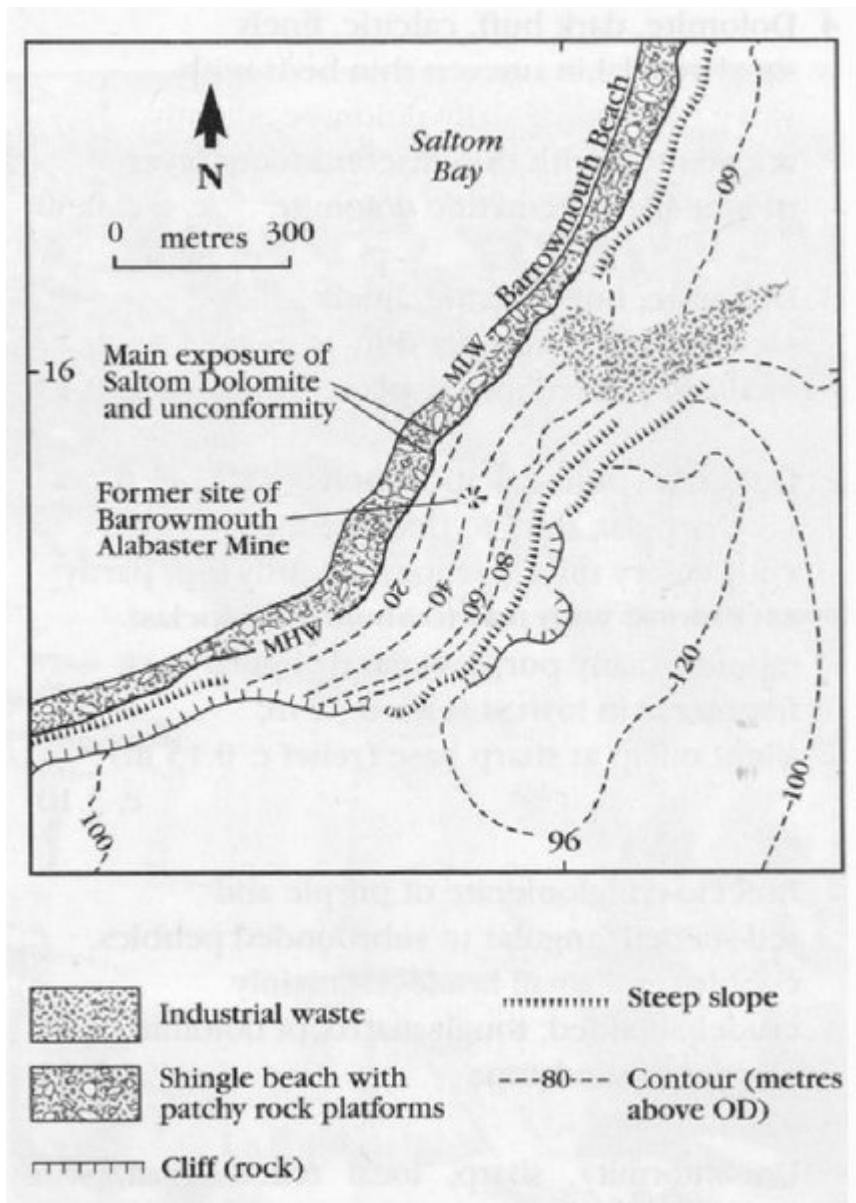 Saltom
Bay
N
0 metres 300
Barrowmouth Beach
MLW
60
16
Main exposure of
Saltom Dolomite
and unconformity
Former site of
Barrowmouth
Alabaster Mine
20
40
60
80
MHW
120
100
100
96
Industrial waste
Shingle beach with
patchy rock platforms
Cliff (rock)
Steep slope
80 Contour (metres
above OD)